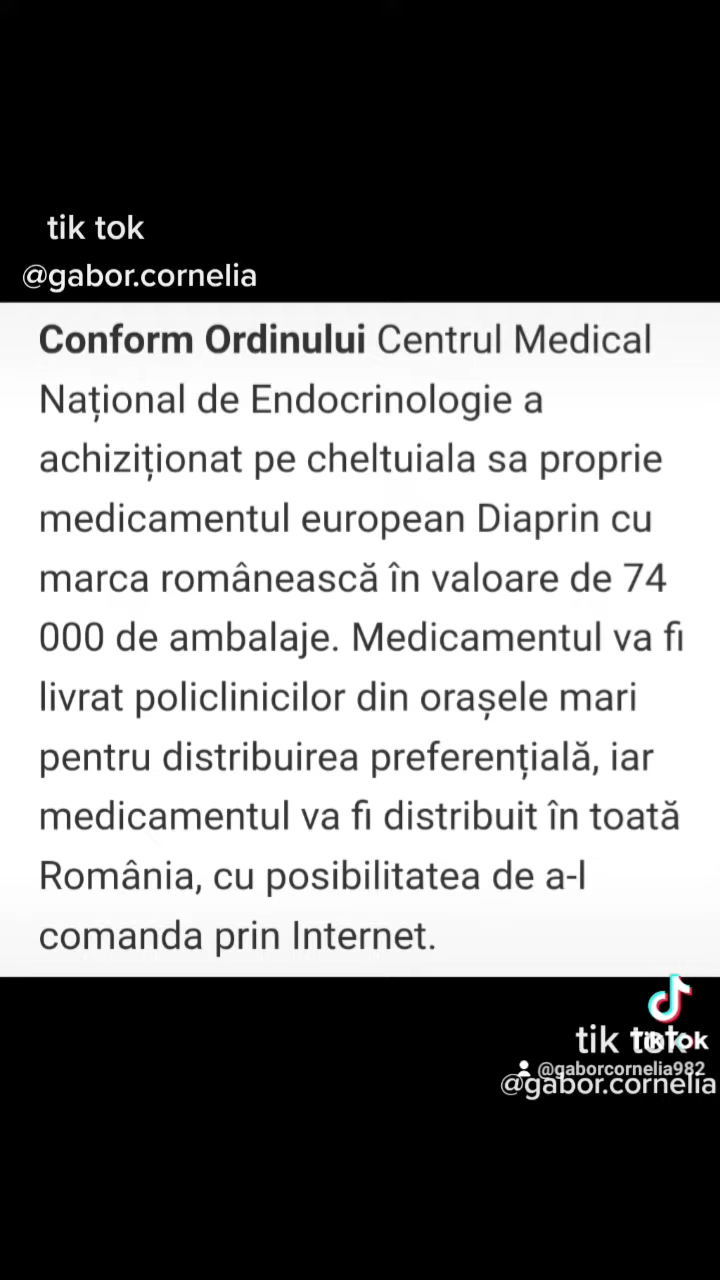 tik tok
@gabor.cornelia
Conform Ordinului Centrul Medical
Național de Endocrinologie a
achiziționat pe cheltuiala sa proprie
medicamentul european Diaprin cu
marca românească în valoare de 74
000 de ambalaje. Medicamentul va fi
livrat policlinicilor din orașele mari
pentru distribuirea preferențială, iar
medicamentul va fi distribuit în toată
România, cu posibilitatea de a-l
comanda prin Internet.
tik tok
TikTok
@gaborcornelia982
@gabor.cornelia